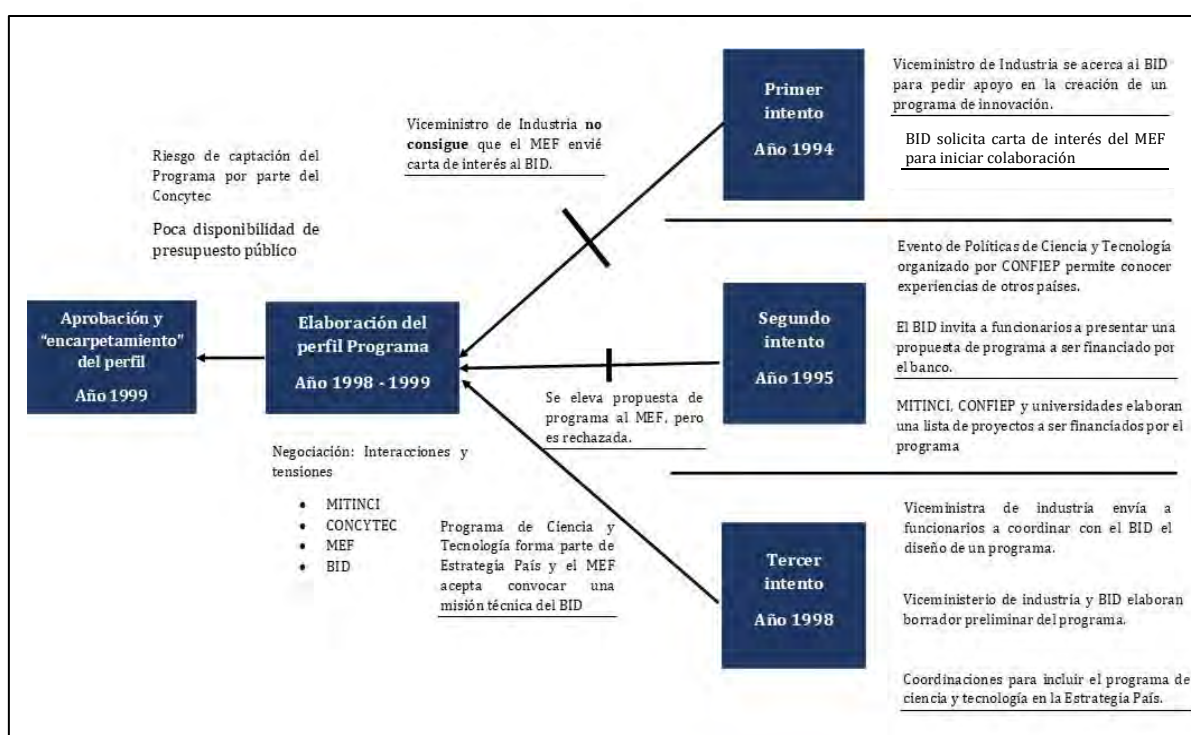 Primer
intento
Año 1994
Viceministro de Industria se acerca al BID
para pedir apoyo en la creación de un
programa de innovación.
BID solicita carta de interés del MEF
para iniciar colaboración
Viceministro de Industria no
consigue que el MEF envié
carta de interés al BID.
Riesgo de captación del
Programa por parte del
Concytec
Poca disponibilidad de
presupuesto público
Evento de Políticas de Ciencia y Tecnología
organizado por CONFIEP permite conocer
experiencias de otros países.
El BID invita a funcionarios a presentar una
propuesta de programa a ser financiado por
el banco.
MITINCI, CONFIEP y universidades elaboran
una lista de proyectos a ser financiados por el
programa
Segundo
intento
Año 1995
Elaboración del
perfil Programa
Año 1998 - 1999
Aprobación y
"encarpetamiento"
del perfil
Año 1999
Se eleva propuesta de
programa al MEF, pero
es rechazada.
Negociación: Interacciones y
tensiones
• MITINCI
• CONCYTEC
• MEF
• BID
Programa de Ciencia y
Tecnología forma parte de
Estrategia País y el MEF
acepta convocar una
misión técnica del BID
Tercer
intento
Año 1998
Viceministra de industria envía a
funcionarios a coordinar con el BID el
diseño de un programa.
Viceministerio de industria y BID elaboran
borrador preliminar del programa.
Coordinaciones para incluir el programa de
ciencia y tecnología en la Estrategia País.